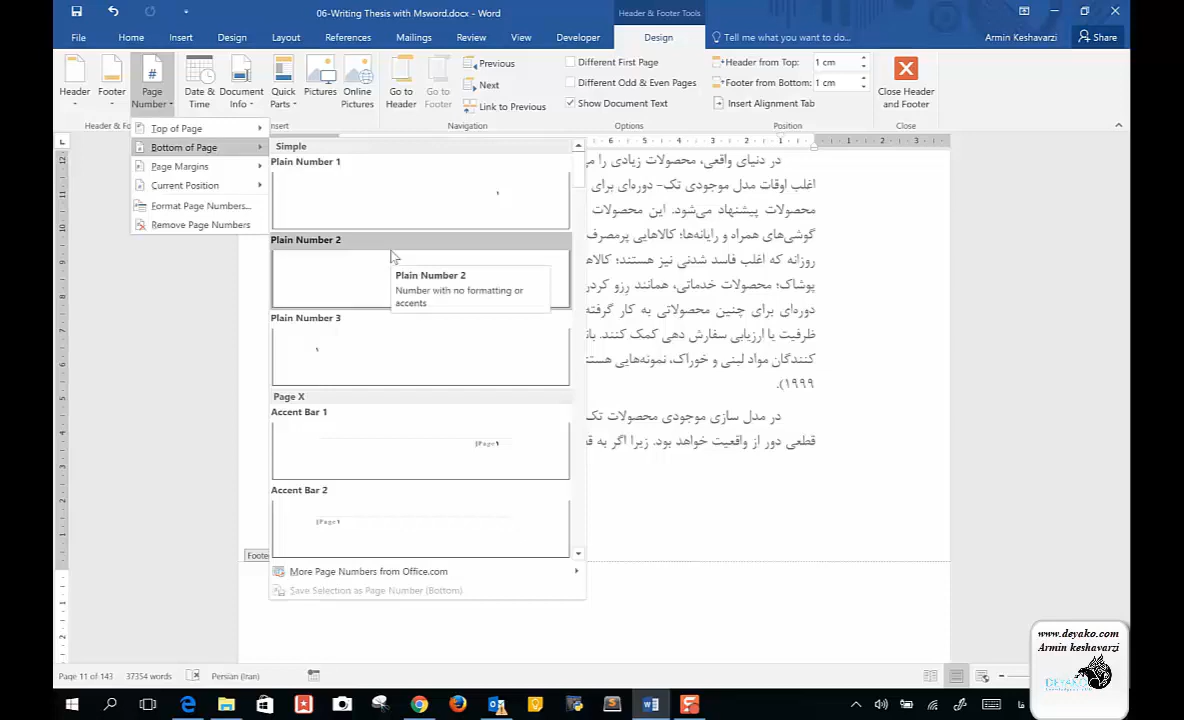 06-Writing Thesis with Msword.docx - Word
Header & Footer Tools
File Home Insert Design Layout References Mailings Review View Developer Design Tell me what you want to do... Armin Keshavarzi Share
Header Footer Page Number Date & Time Document Info Quick Parts Pictures Online Pictures Go to Header Go to Footer
Previous
Next
Link to Previous
Different First Page
Different Odd & Even Pages
Show Document Text
Header from Top: 1 cm
Footer from Bottom: 1 cm
Insert Alignment Tab
Close Header and Footer
Header & Fo
nsert
Navigation
Options
Position
Close
Top of Page
Bottom of Page
Page Margins
Current Position
Format Page Numbers...
Remove Page Numbers
Simple
Plain Number 1
Plain Number 2
Plain Number 2
Number with no formatting or
accents
Plain Number 3
Page X
Accent Bar 1
Accent Bar 2
More Page Numbers from Office.com
Save Selection as Page Number (Bottom)
در دنیای واقعی، محصولات زیادی را
اغلب اوقات مدل موجودی تک- دوره‌ای برای
محصولات پیشنهاد می‌شود. این محصولات
گوشی‌های همراه و رایانه‌ها؛ کالاهایی پرمصرف
روزانه که اغلب فاسد شدنی نیز هستند؛
پوشاک؛ محصولات خدماتی، همانند رزو
دوره‌ای برای چنین محصولاتی به کار گرفته
ظرفیت یا ارزیابی سفارش دهی کمک کنند.
کنندگان مواد لبنی و خوراک، نمونه‌هایی
۱۹۹۹).
در مدل سازی موجودی محصولات تک
قطعی دور از واقعیت خواهد بود. زیرا اگر به
Foote
Page 11 of 143 37354 words Persian (Iran)
www.deyako.com
Armin keshavarzi
DEYAKO